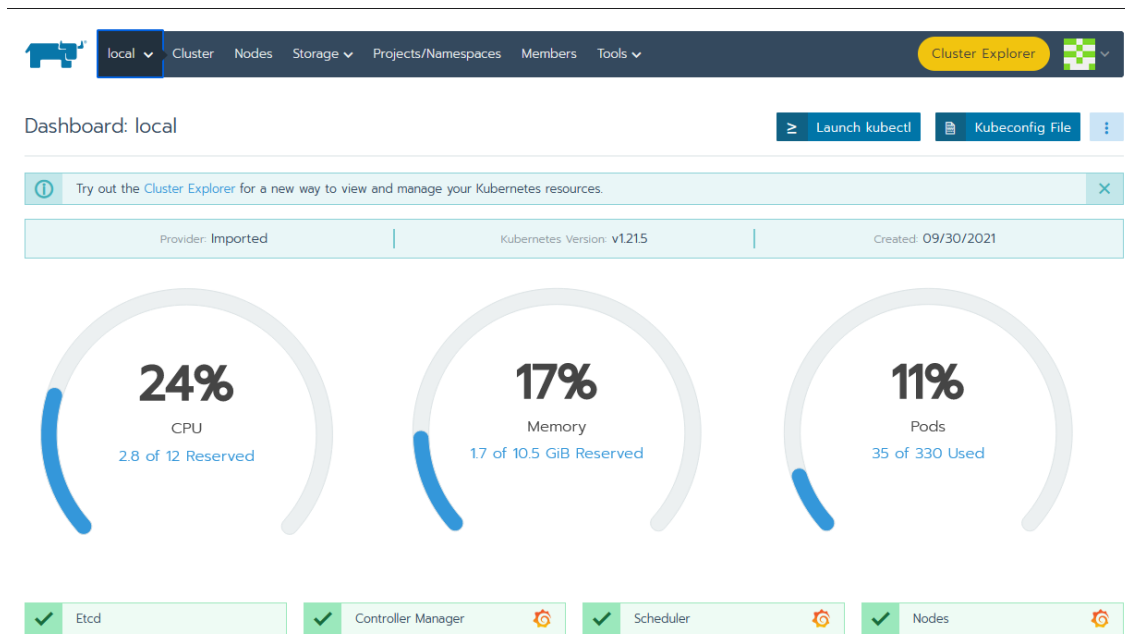 local Cluster Nodes Storage Projects/Namespaces Members Tools Cluster Explorer
Dashboard: local Launch kubectl Kubeconfig File
Try out the Cluster Explorer for a new way to view and manage your Kubernetes resources.
Provider: Imported Kubernetes Version: v1.21.5 Created: 09/30/2021
24% 17% 11%
CPU Memory Pods
2.8 of 12 Reserved 1.7 of 10.5 GiB Reserved 35 of 330 Used
Etcd Controller Manager Scheduler Nodes